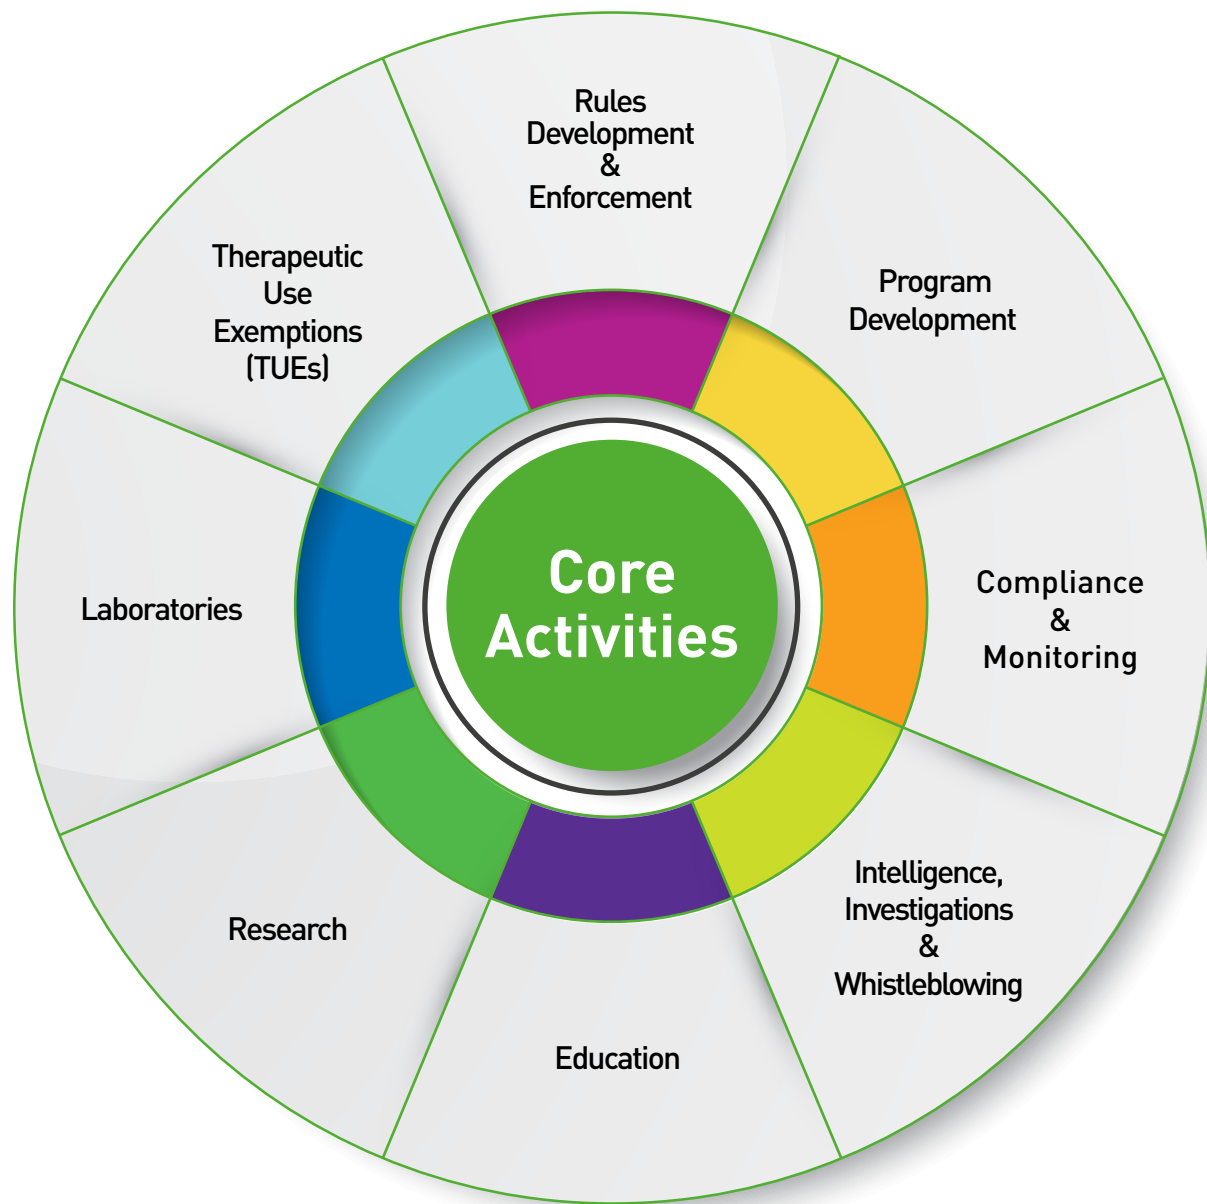 Rules
Development
&
Enforcement
Program
Development
Compliance
&
Monitoring
Intelligence,
Investigations
&
Whistleblowing
Education
Research
Laboratories
Therapeutic
Use
Exemptions
(TUEs)
Core
Activities